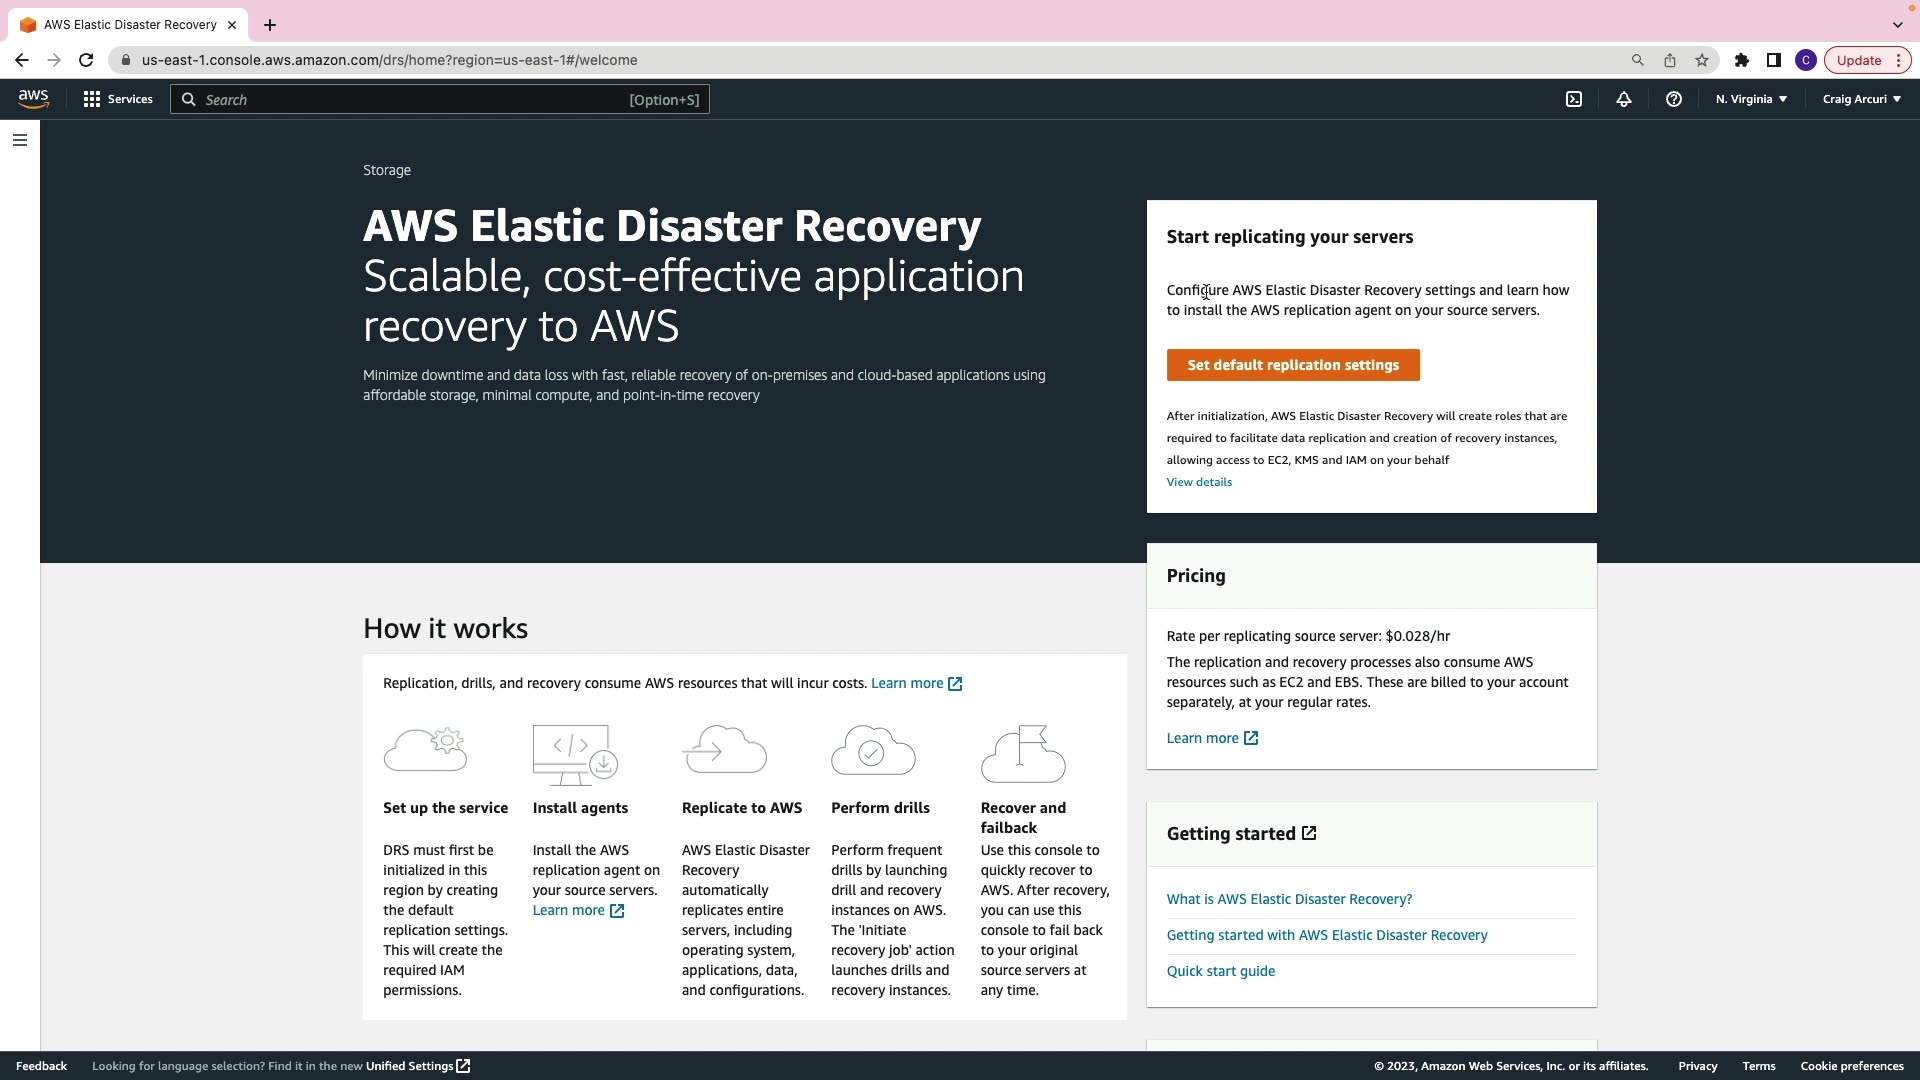 AWS Elastic Disaster Recovery
us-east-1.console.aws.amazon.com/drs/home?region=us-east-1#/welcome
C
Update
aws
Services
Search
[Option+S]
N. Virginia
Craig Arcuri
Storage
AWS Elastic Disaster Recovery
Scalable, cost-effective application
recovery to AWS
Minimize downtime and data loss with fast, reliable recovery of on-premises and cloud-based applications using
affordable storage, minimal compute, and point-in-time recovery
Start replicating your servers
Configure AWS Elastic Disaster Recovery settings and learn how
to install the AWS replication agent on your source servers.
Set default replication settings
After initialization, AWS Elastic Disaster Recovery will create roles that are
required to facilitate data replication and creation of recovery instances,
allowing access to EC2, KMS and IAM on your behalf
View details
Pricing
Rate per replicating source server: $0.028/hr
The replication and recovery processes also consume AWS
resources such as EC2 and EBS. These are billed to your account
separately, at your regular rates.
Learn more
Getting started
What is AWS Elastic Disaster Recovery?
Getting started with AWS Elastic Disaster Recovery
Quick start guide
How it works
Replication, drills, and recovery consume AWS resources that will incur costs. Learn more
Set up the service
DRS must first be
initialized in this
region by creating
the default
replication settings.
This will create the
required IAM
permissions.
Install agents
Install the AWS
replication agent on
your source servers.
Learn more
Replicate to AWS
AWS Elastic Disaster
Recovery
automatically
replicates entire
servers, including
operating system,
applications, data,
and configurations.
Perform drills
Perform frequent
drills by launching
drill and recovery
instances on AWS.
The 'Initiate
recovery job' action
launches drills and
recovery instances.
Recover and
failback
Use this console to
quickly recover to
AWS. After recovery,
you can use this
console to fail back
to your original
source servers at
any time.
Feedback
Looking for language selection? Find it in the new Unified Settings
© 2023, Amazon Web Services, Inc. or its affiliates.
Privacy
Terms
Cookie preferences